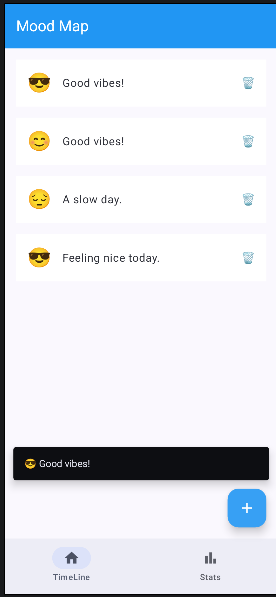 Mood Map
😎 Good vibes! 🗑️
😊 Good vibes! 🗑️
😔 A slow day. 🗑️
😎 Feeling nice today. 🗑️
😎 Good vibes!
+
TimeLine Stats